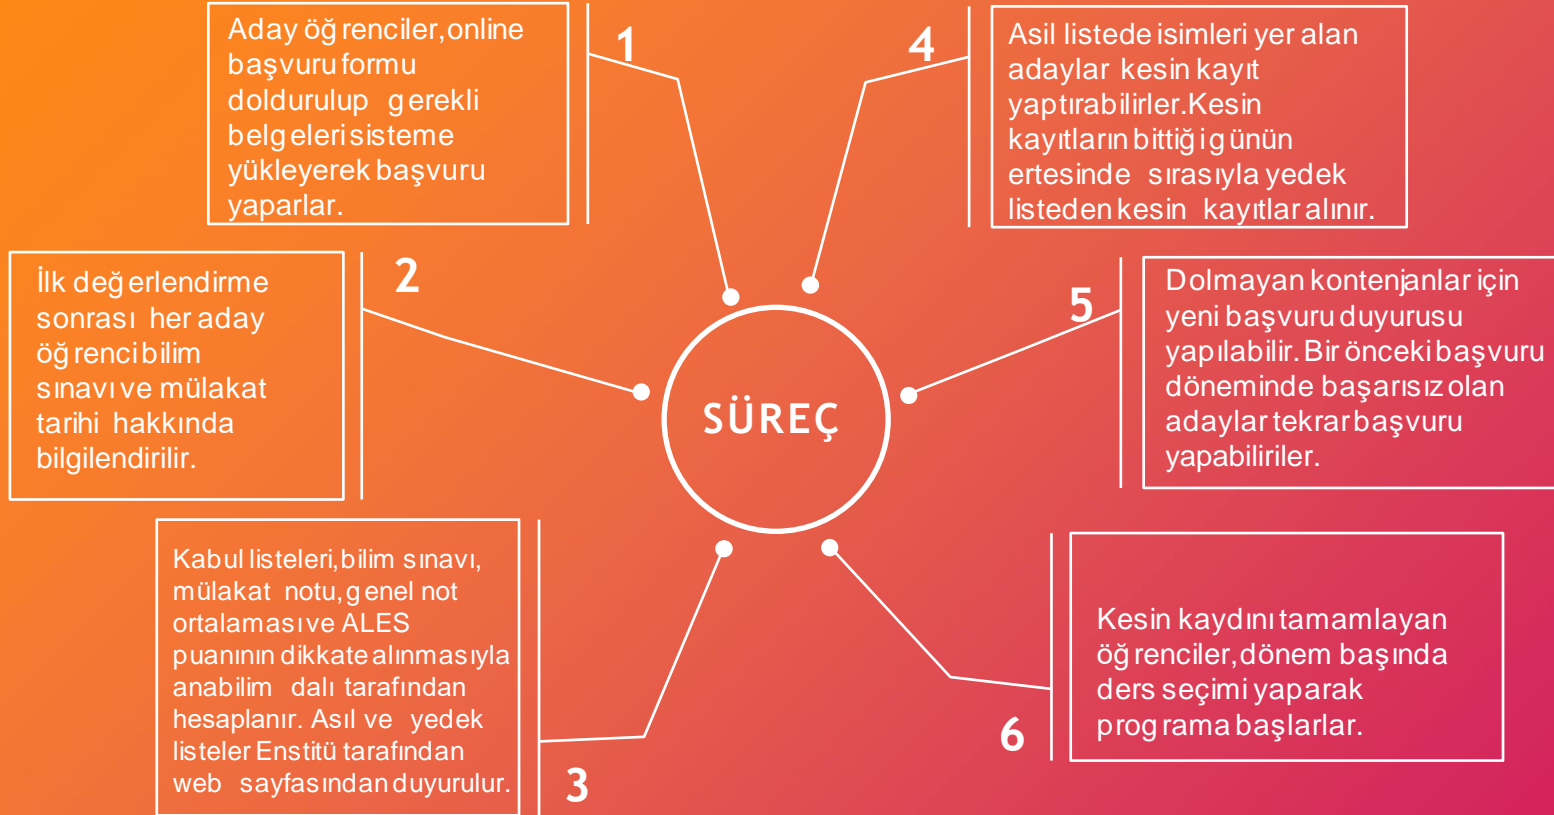 1
Aday öğrenciler, online
başvuru formu
doldurulup gerekli
belgeleri sisteme
yükleyerek başvuru
yaparlar.
2
İlk değerlendirme
sonrası her aday
öğrenci bilim
sınavı ve mülakat
tarihi hakkında
bilgilendirilir.
Kabul listeleri, bilim sınavı,
mülakat notu, genel not
ortalaması ve ALES
puanının dikkate alınmasıyla
anabilim dalı tarafından
hesaplanır. Asıl ve yedek
listeler Enstitü tarafından
web sayfasından duyurulur.
3
SÜREÇ
4
Asil listede isimleri yer alan
adaylar kesin kayıt
yaptırabilirler.Kesin
kayıtların bittiği günün
ertesinde sırasıyla yedek
listeden kesin kayıtlar alınır.
5
Dolmayan kontenjanlar için
yeni başvuru duyurusu
yapılabilir. Bir önceki başvuru
döneminde başarısız olan
adaylar tekrar başvuru
yapabiliriler.
6
Kesin kaydını tamamlayan
öğrenciler, dönem başında
ders seçimi yaparak
programa başlarlar.